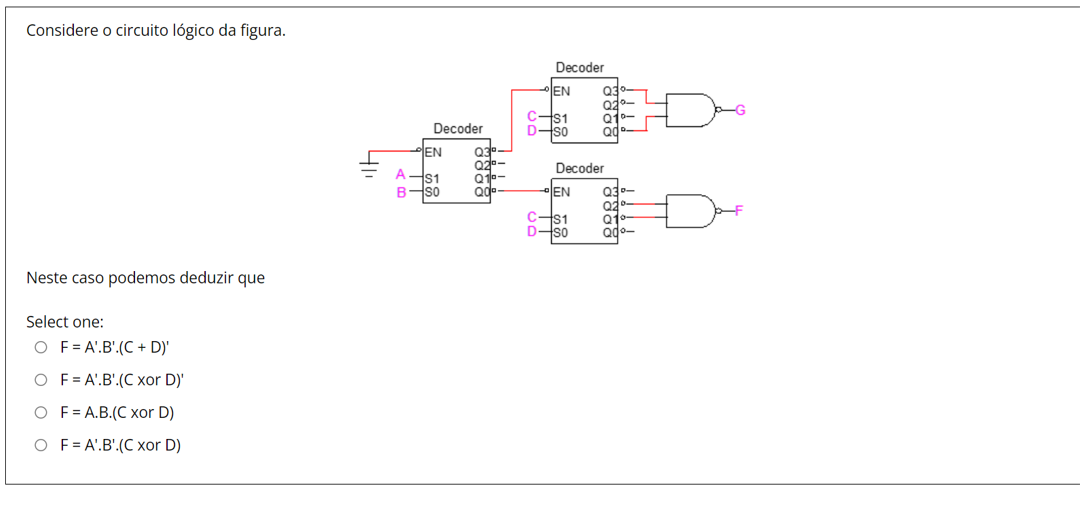 Considere o circuito lógico da figura.
Decoder
EN Q3
Q2
C S1 Q1
D S0 Q0
G
Decoder
EN Q3
Q2
A S1 Q1
B S0 Q0
Decoder
EN Q3
Q2
C S1 Q1
D S0 Q0
F
Neste caso podemos deduzir que
Select one:
F = A'.B'.(C + D)'
F = A'.B'.(C xor D)'
F = A.B.(C xor D)
F = A'.B'.(C xor D)